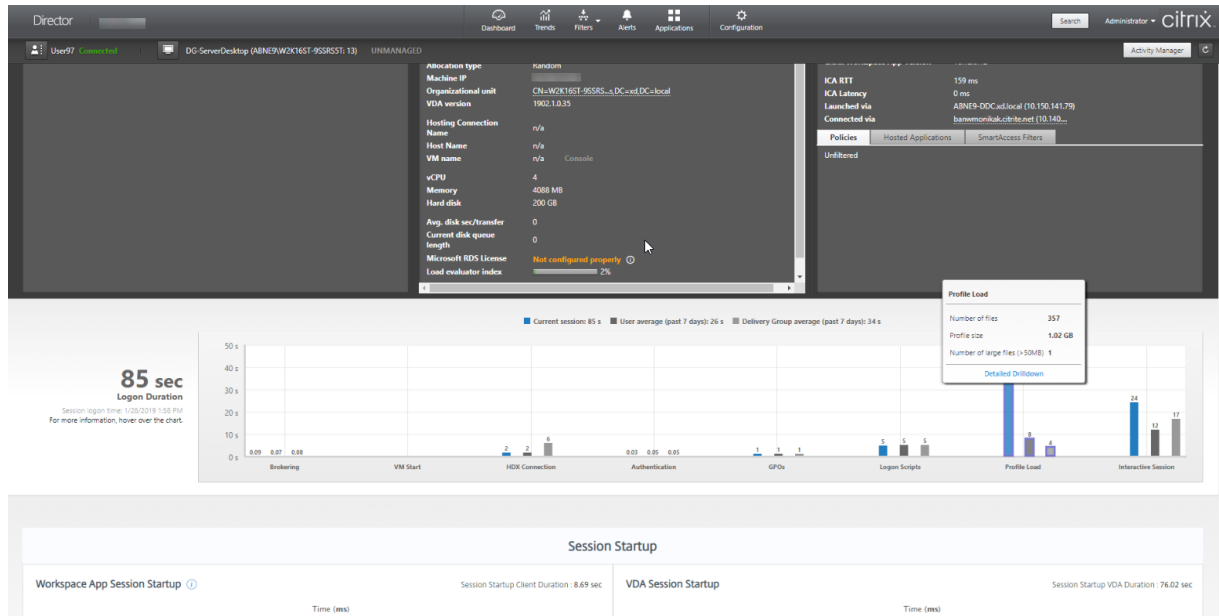 Director
Dashboard
Trends
Filters
Alerts
Applications
Configuration
Search
Administrator
citrix
User97 Connected
DG-ServerDesktop (ABNE9\W2K16ST-9SSRS5T: 13) UNMANAGED
Activity Manager
Allocation type Random
Machine IP
Organizational unit CN=W2K16ST-9SSRS...s,DC=xd,DC=local
VDA version 1902.1.0.35
Hosting Connection
Name n/a
Host Name n/a
VM name n/a Console
vCPU 4
Memory 4088 MB
Hard disk 200 GB
Avg. disk sec/transfer 0
Current disk queue
length 0
Microsoft RDS License Not configured properly
Load evaluator index 2%
ICA RTT 159 ms
ICA Latency 0 ms
Launched via ABNE9-DDC.xd.local (10.150.141.79)
Connected via banwmonikak.citrite.net (10.140...
Policies Hosted Applications SmartAccess Filters
Unfiltered
Profile Load
Number of files 357
Profile size 1.02 GB
Number of large files (>50MB) 1
Detailed Drilldown
Current session: 85 s User average (past 7 days): 26 s Delivery Group average (past 7 days): 34 s
85 sec
Logon Duration
Session logon time: 1/28/2019 1:58 PM
For more information, hover over the chart.
50 s
40 s
30 s
20 s
10 s
0 s
0.09 0.07 0.08
2 2 6
0.03 0.05 0.05
1 1 1
5 5 5
8 4
24 12 17
Brokering VM Start HDX Connection Authentication GPOs Logon Scripts Profile Load Interactive Session
Session Startup
Workspace App Session Startup
Session Startup Client Duration : 8.69 sec
Time (ms)
VDA Session Startup
Session Startup VDA Duration : 76.02 sec
Time (ms)